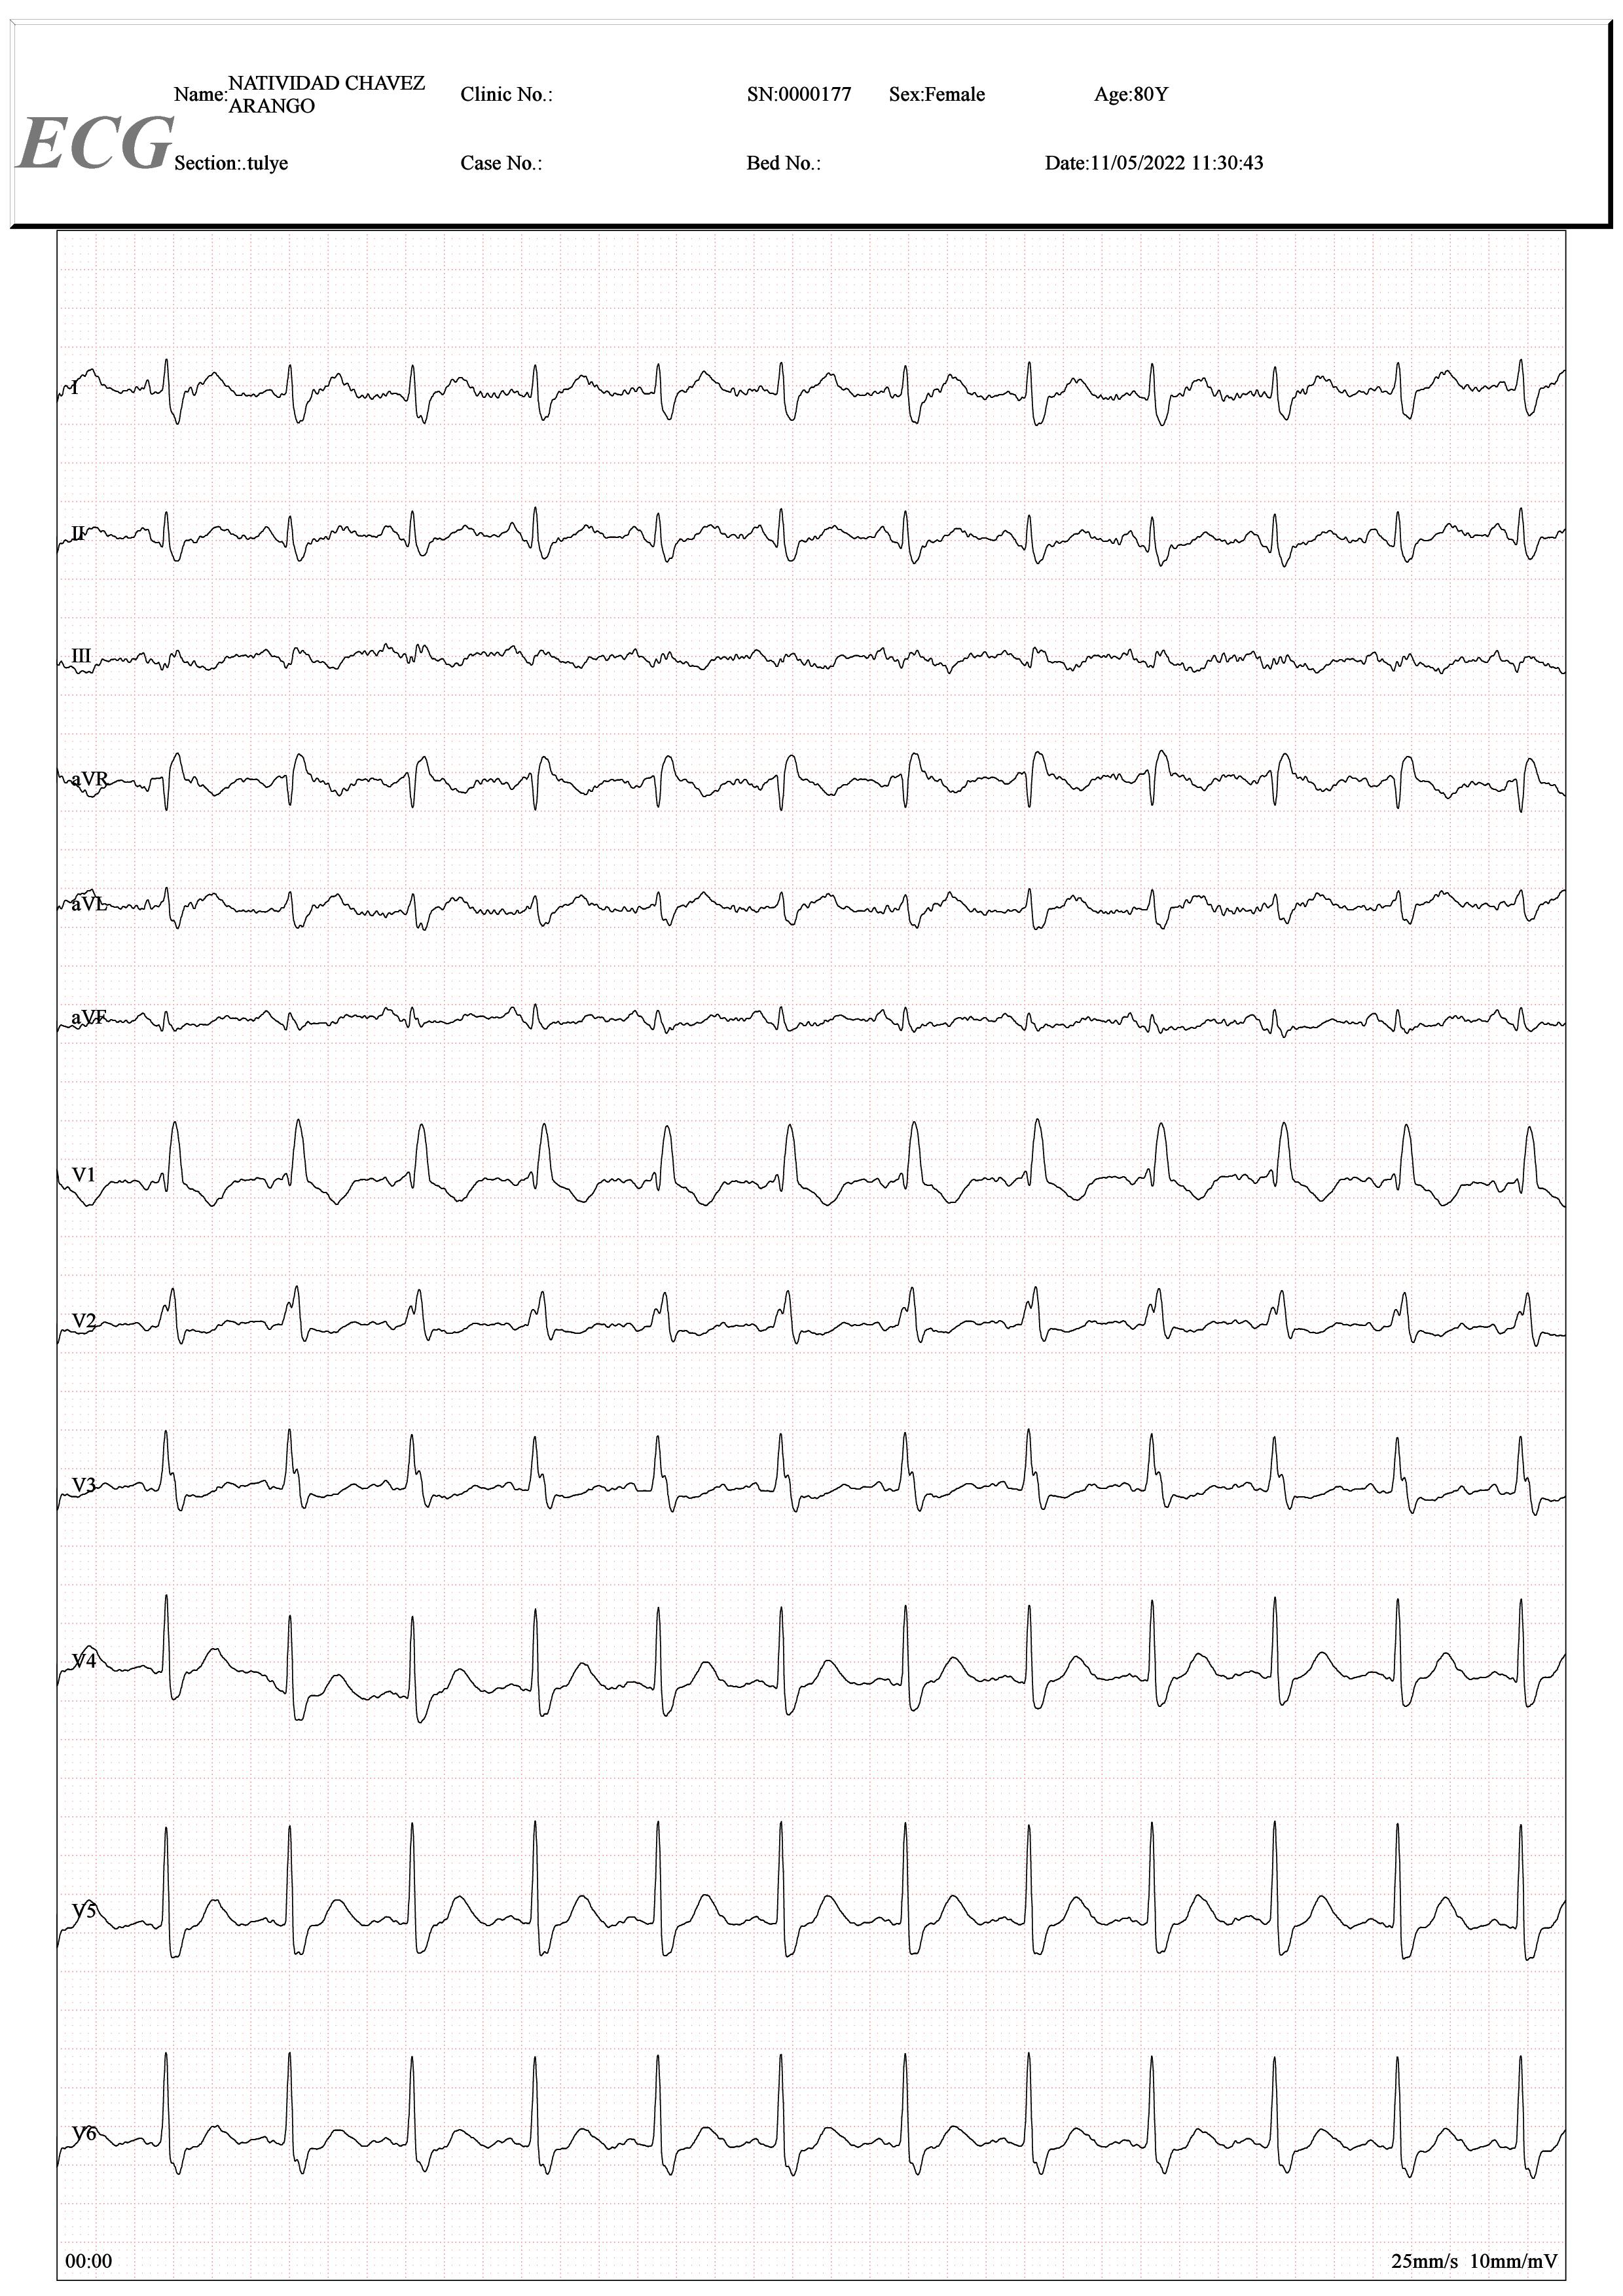 ECG
Name:NATIVIDAD CHAVEZ
ARANGO
Clinic No.:
SN:0000177
Sex:Female
Age:80Y
Section:.tulye
Case No.:
Bed No.:
Date:11/05/2022 11:30:43
I
II
III
aVR
aVL
aVF
V1
V2
V3
V4
V5
V6
00:00
25mm/s 10mm/mV